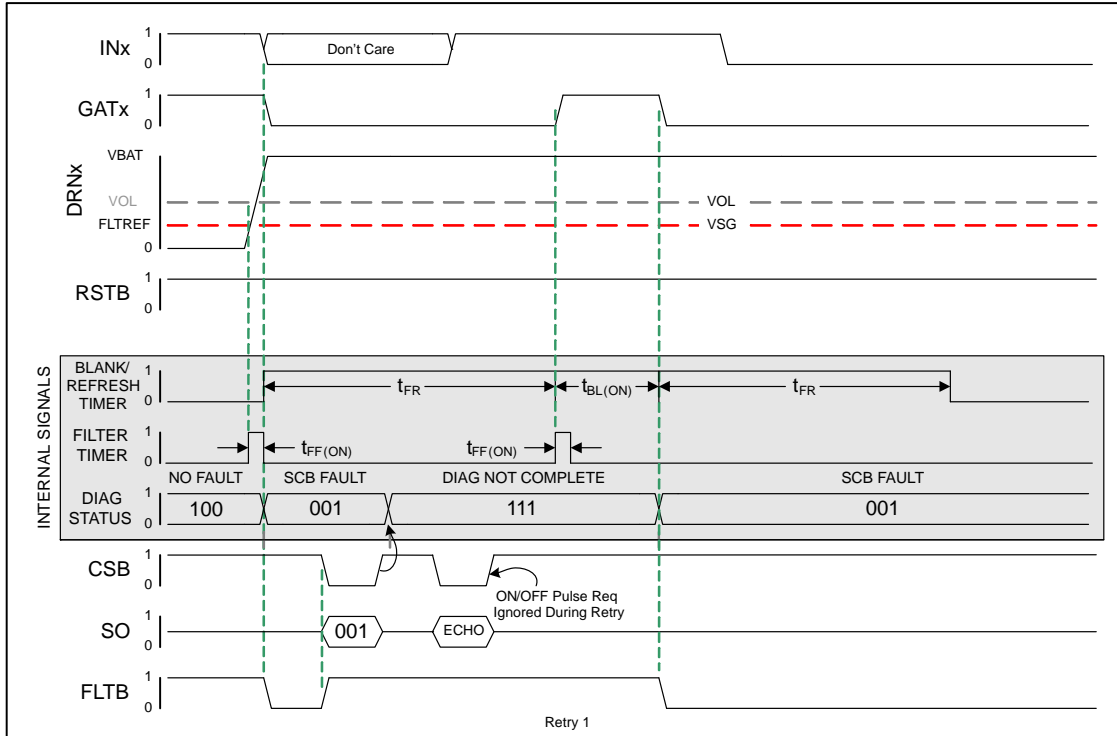 INx
1
0
Don't Care
GATx
1
0
DRNx
VBAT
VOL
FLTREF
VOL
VSG
RSTB
1
0
INTERNAL SIGNALS
BLANK/
REFRESH
TIMER
1
0
tFR
tBL(ON)
tFR
FILTER
TIMER
1
0
tFF(ON)
tFF(ON)
NO FAULT
SCB FAULT
DIAG NOT COMPLETE
SCB FAULT
DIAG
STATUS
1
0
100
001
111
001
CSB
1
0
ON/OFF Pulse Req
Ignored During Retry
SO
1
0
001
ECHO
FLTB
1
0
Retry 1